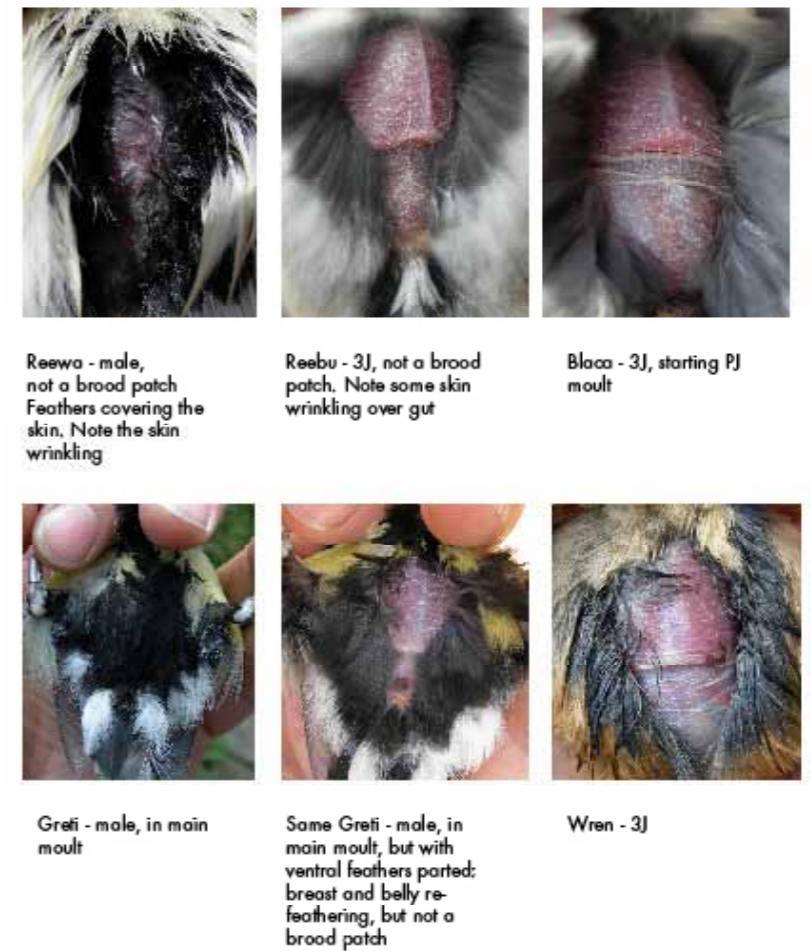 Reewa - male,
not a brood patch
Feathers covering the
skin. Note the skin
wrinkling
Reebu - 3J, not a brood
patch. Note some skin
wrinkling over gut
Blaca - 3J, starting PJ
moult
Greti - male, in main
moult
Same Greti - male, in
main moult, but with
ventral feathers parted;
breast and belly re-
feathering, but not a
brood patch
Wren - 3J